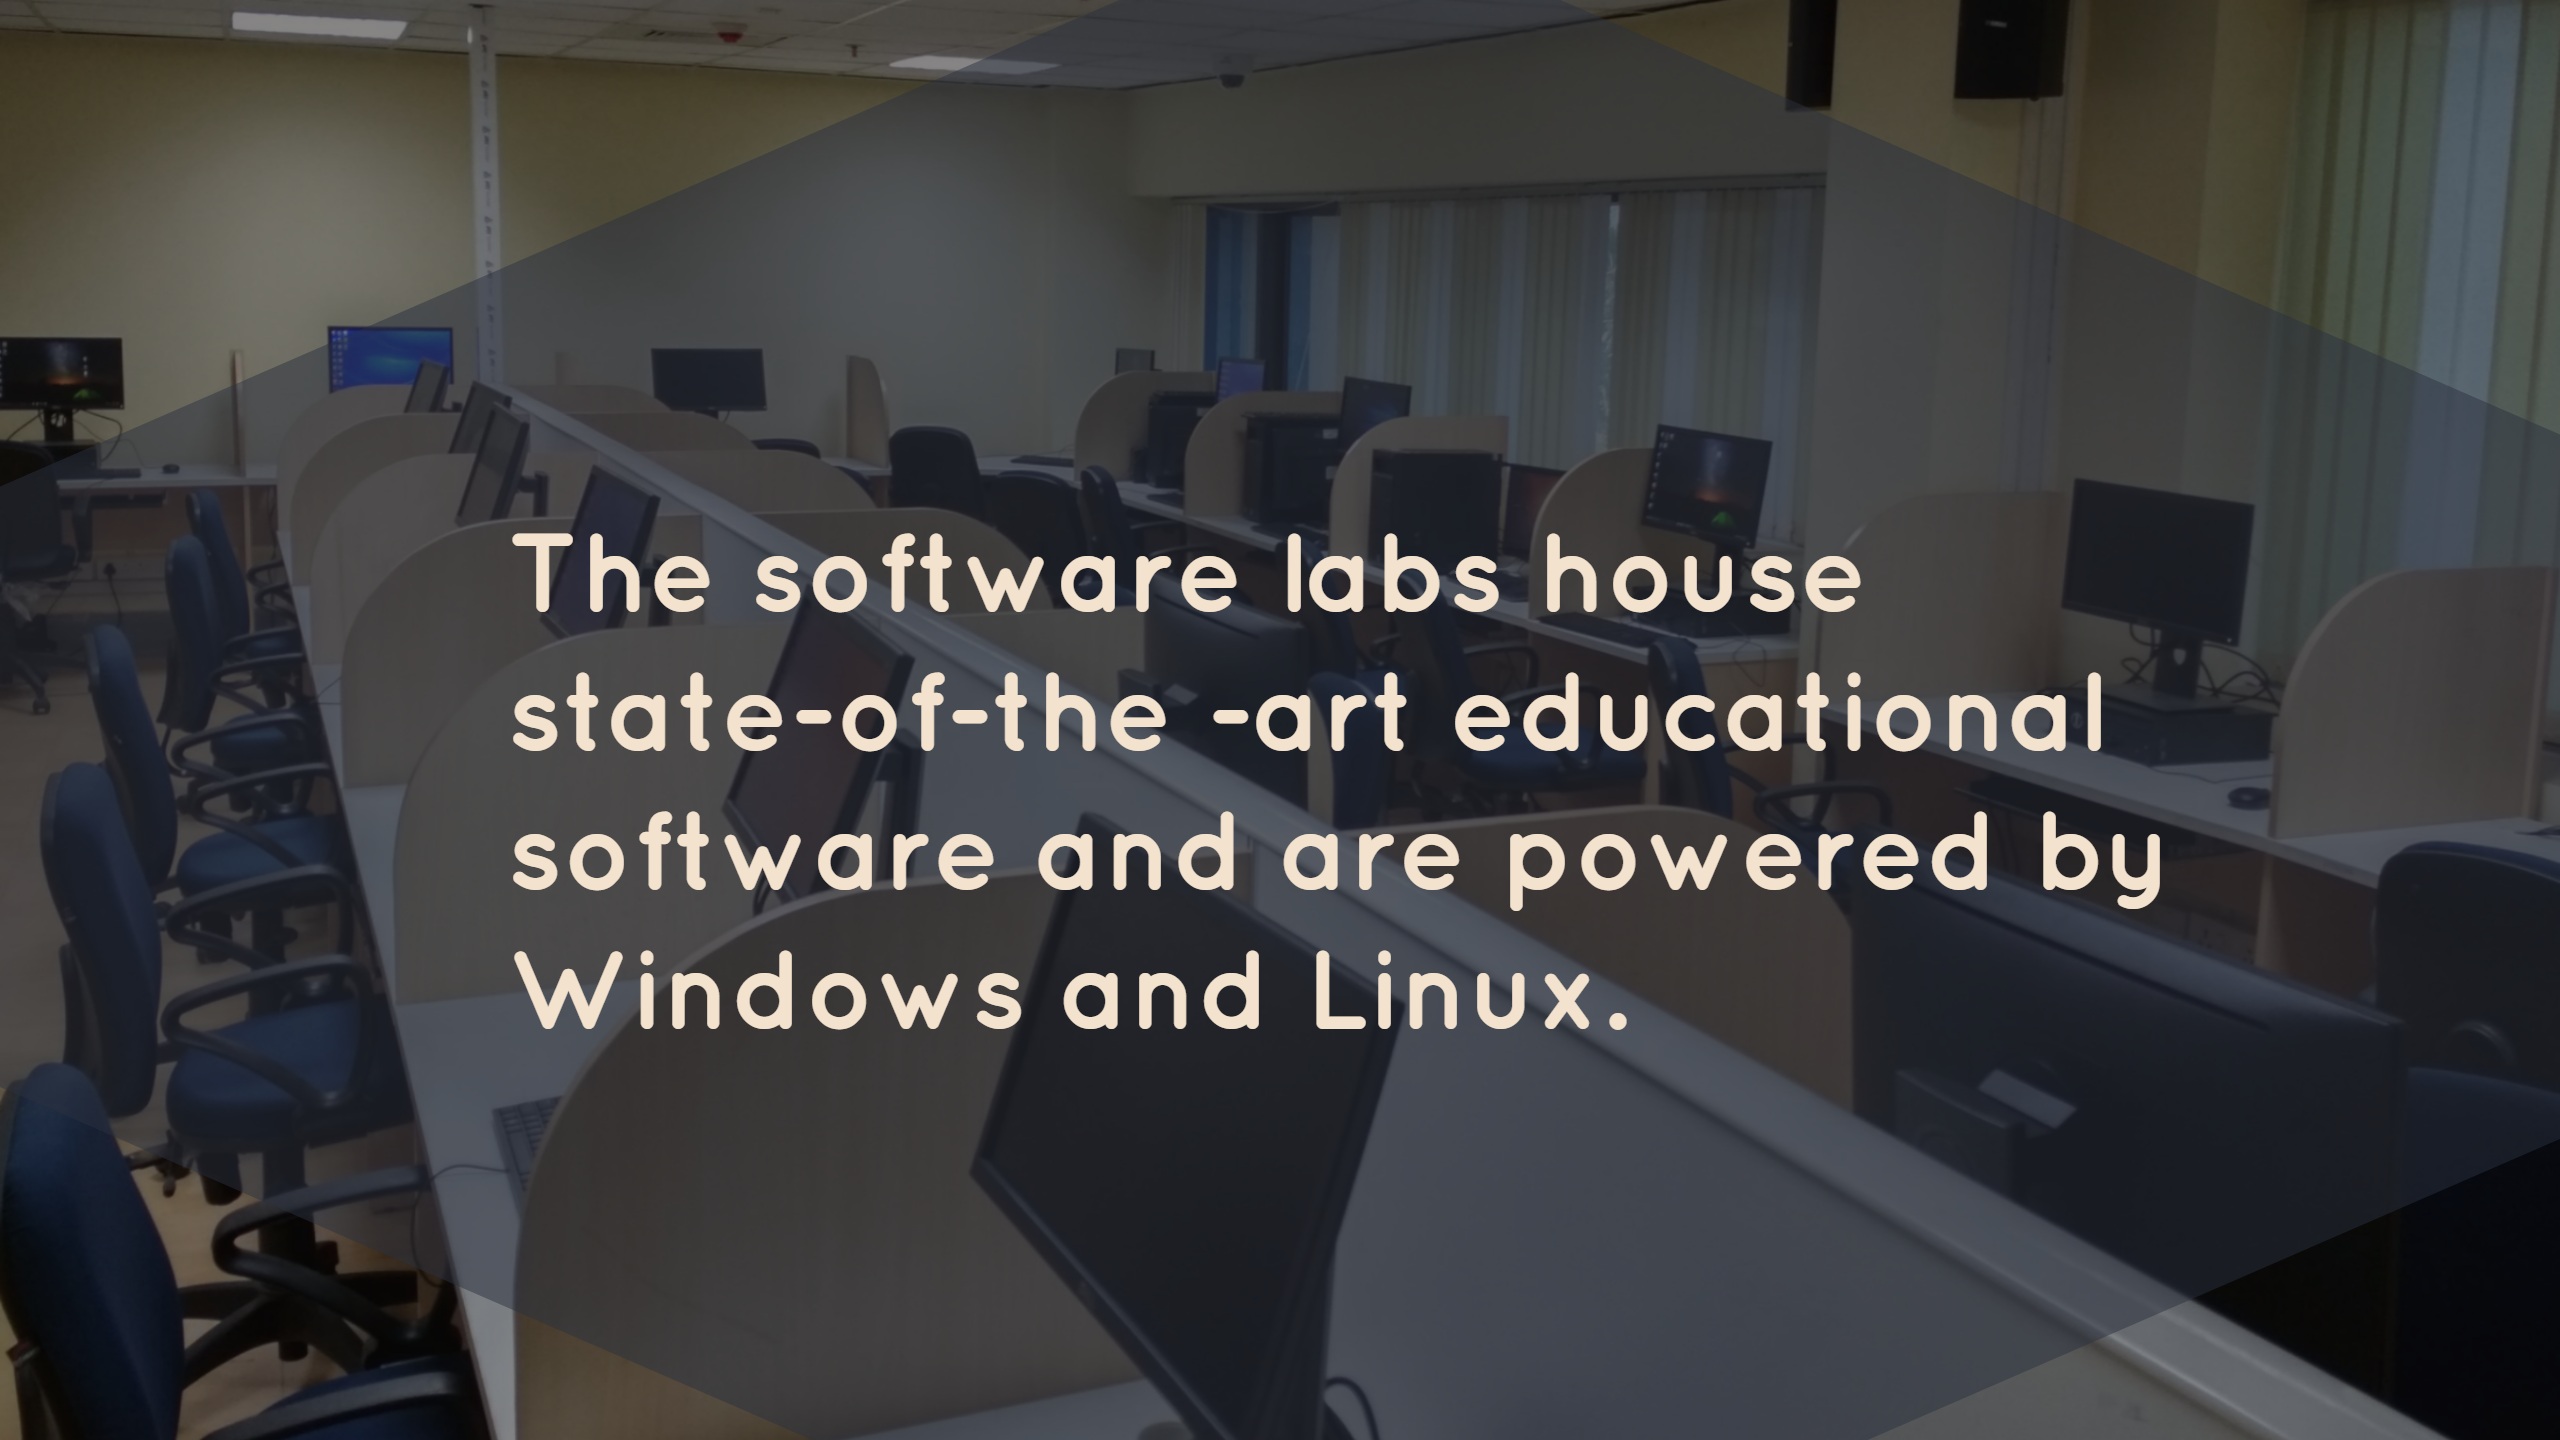 The software labs house
state-of-the -art educational
software and are powered by
Windows and Linux.